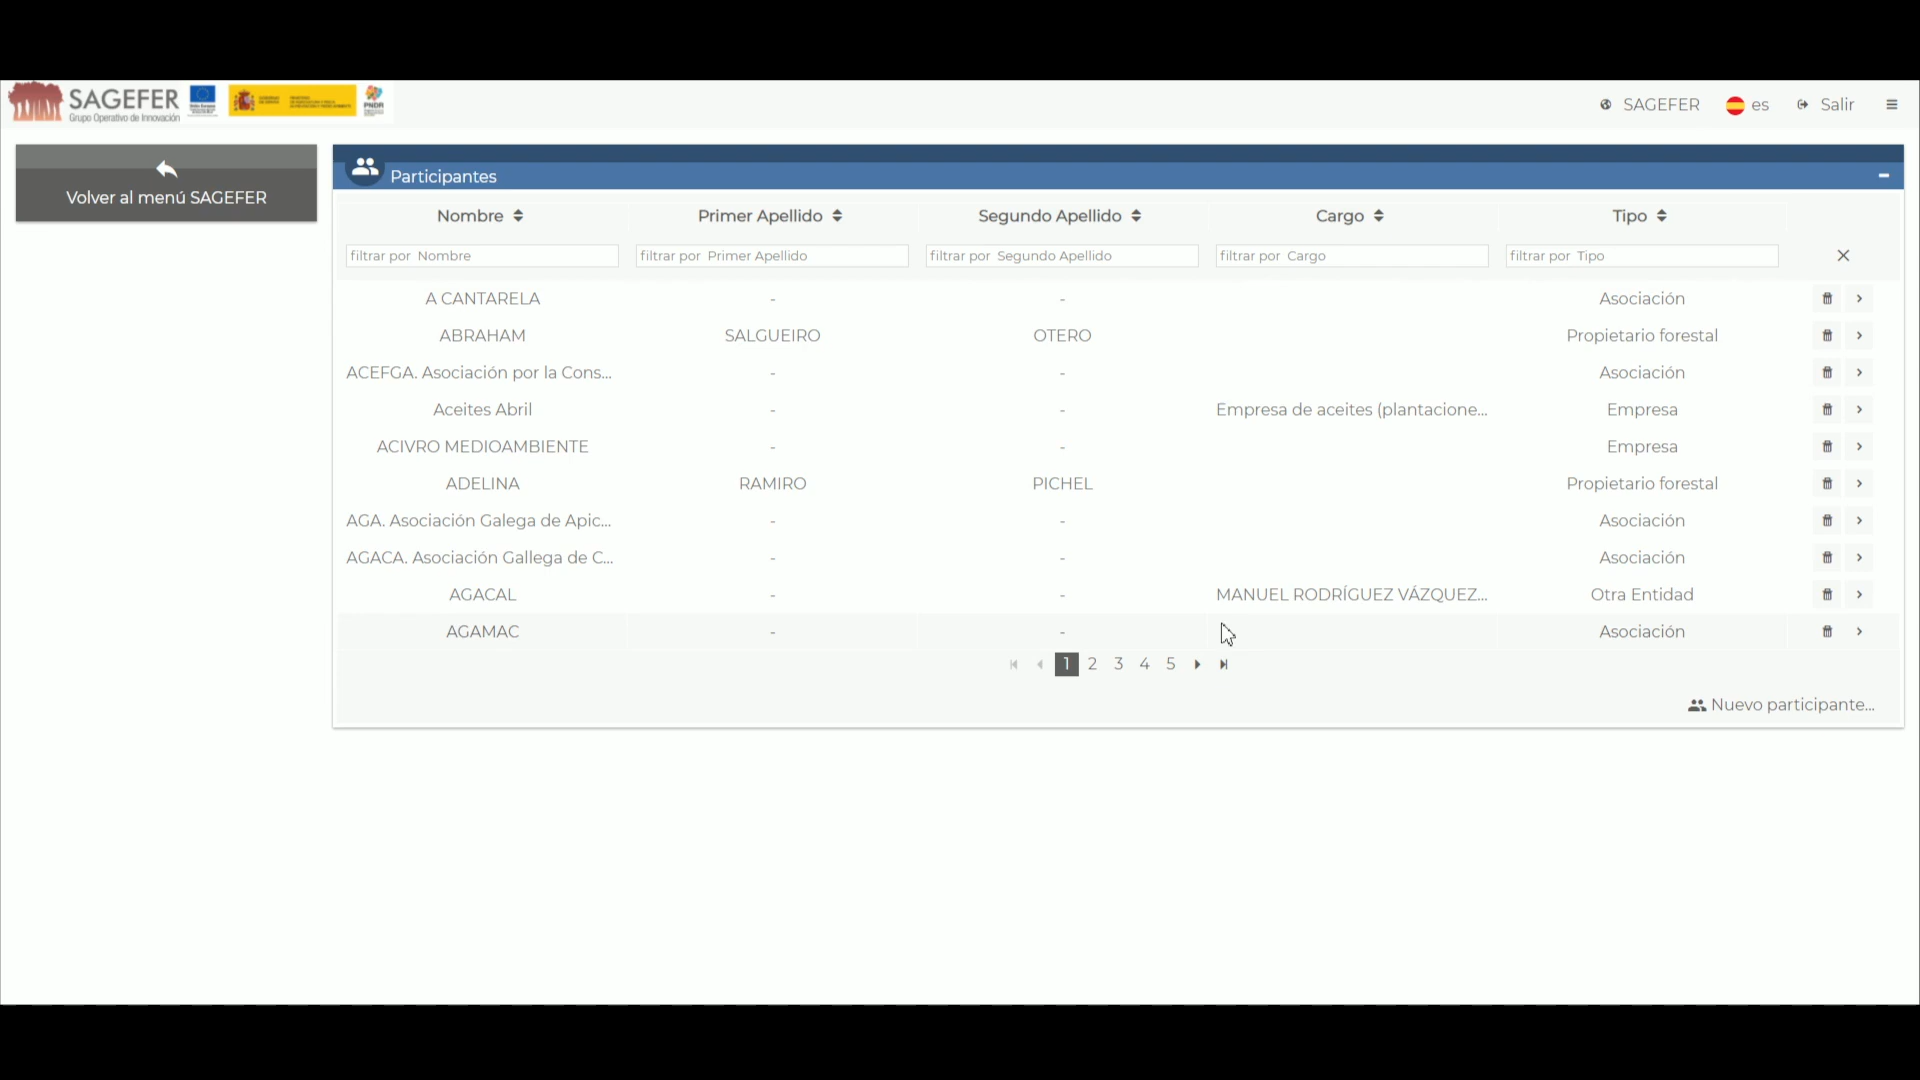 SAGEFER
Grupo Operativo de Innovación
PNDR
SAGEFER es Salir
Volver al menú SAGEFER
Participantes
Nombre Primer Apellido Segundo Apellido Cargo Tipo
filtrar por Nombre filtrar por Primer Apellido filtrar por Segundo Apellido filtrar por Cargo filtrar por Tipo
A CANTARELA - - Asociación
ABRAHAM SALGUEIRO OTERO Propietario forestal
ACEFGA. Asociación por la Cons... - - Asociación
Aceites Abril - - Empresa de aceites (plantacione... Empresa
ACIVRO MEDIOAMBIENTE - - Empresa
ADELINA RAMIRO PICHEL Propietario forestal
AGA. Asociación Galega de Apic... - - Asociación
AGACA. Asociación Gallega de C... - - Asociación
AGACAL - - MANUEL RODRÍGUEZ VÁZQUEZ... Otra Entidad
AGAMAC - - Asociación
1 2 3 4 5
Nuevo participante...